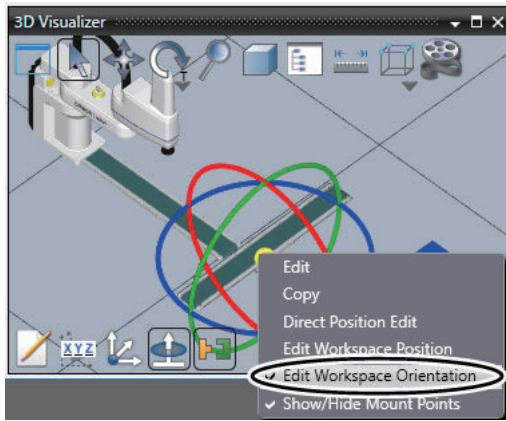 3D Visualizer
XYZ
Edit
Copy
Direct Position Edit
Edit Workspace Position
Edit Workspace Orientation
Show/Hide Mount Points